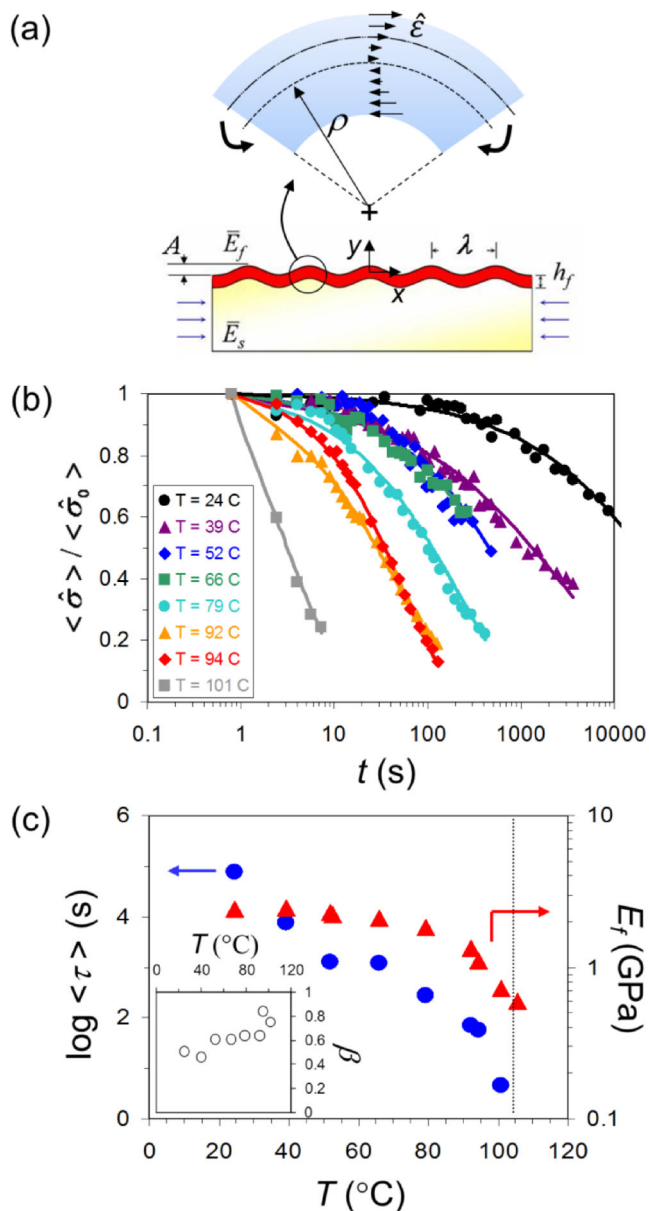 (a)
ε̂
ρ
A
Ē_f
y
x
λ
h_f
Ē_s
(b)
<σ̂> / <σ̂₀>
1
0.8
0.6
0.4
0.2
0
T = 24 C
T = 39 C
T = 52 C
T = 66 C
T = 79 C
T = 92 C
T = 94 C
T = 101 C
0.1 1 10 100 1000 10000
t (s)
(c)
log <τ> (s)
6
4
2
0
10
1
0.1
E_f (GPa)
T (°C)
0 40 80 120
1
0.8
0.6
0.4
0.2
0
β
0 20 40 60 80 100 120
T (°C)